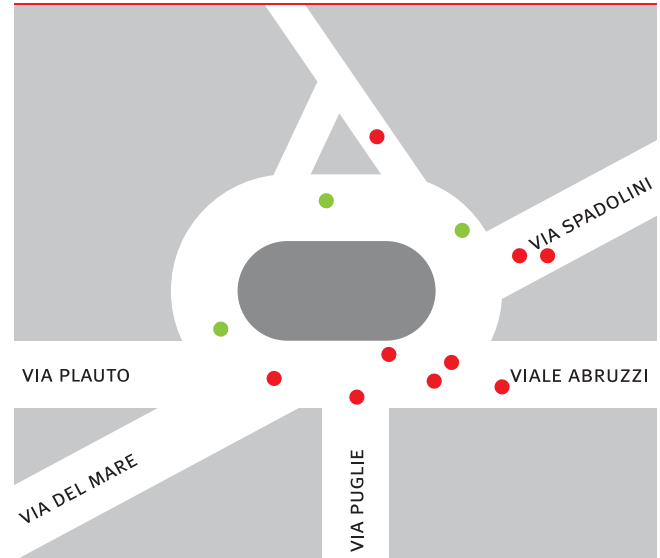 VIA SPADOLINI
VIA PLAUTO
VIALE ABRUZZI
VIA DEL MARE
VIA PUGLIE